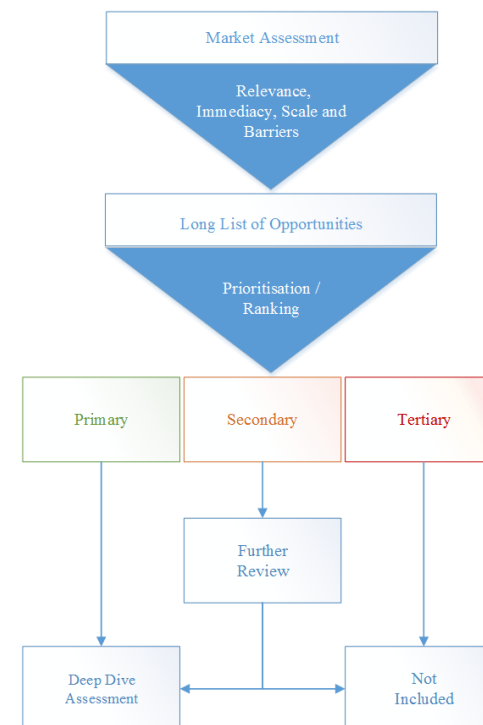 Market Assessment
Relevance,
Immediacy, Scale and
Barriers
Long List of Opportunities
Prioritisation /
Ranking
Primary
Secondary
Tertiary
Further
Review
Deep Dive
Assessment
Not
Included